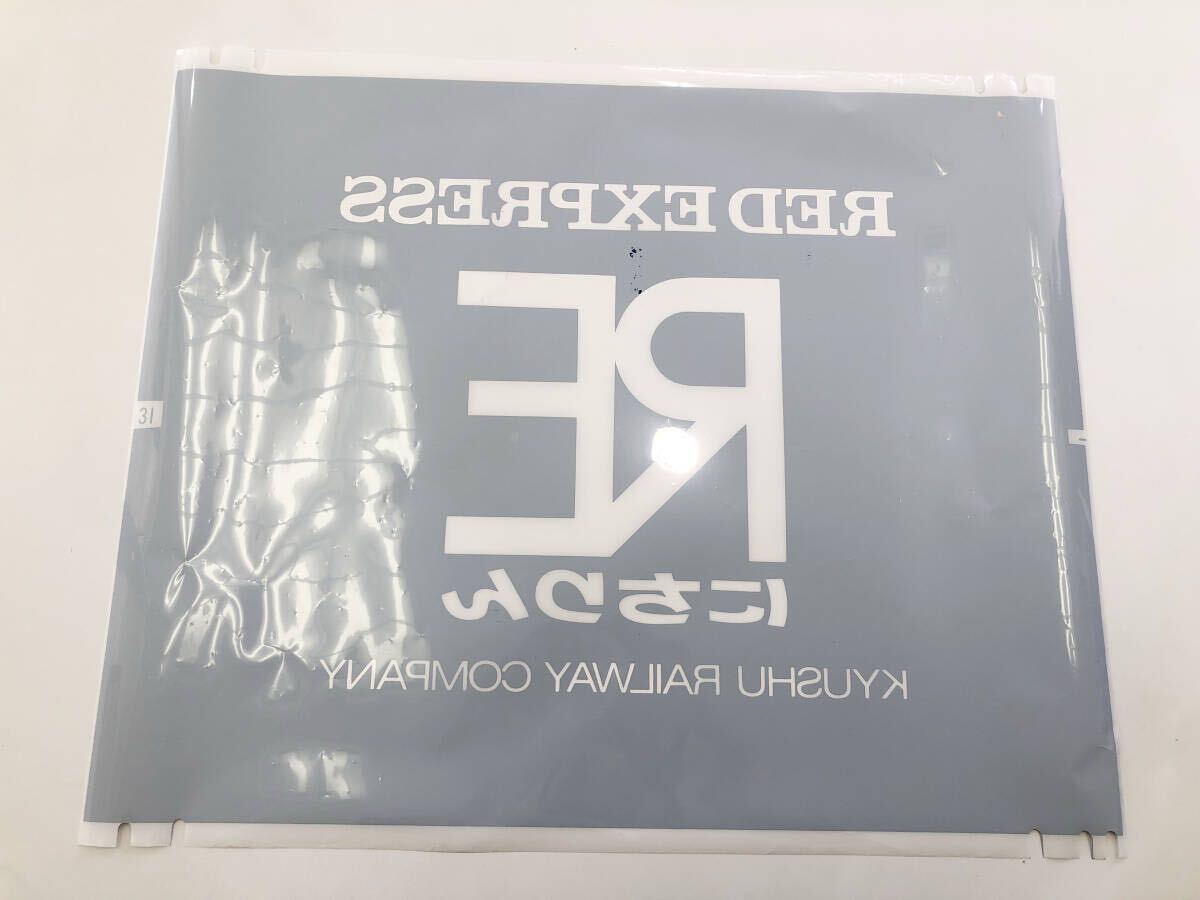 RED EXPRESS
RE
にちりん
KYUSHU RAILWAY COMPANY
31